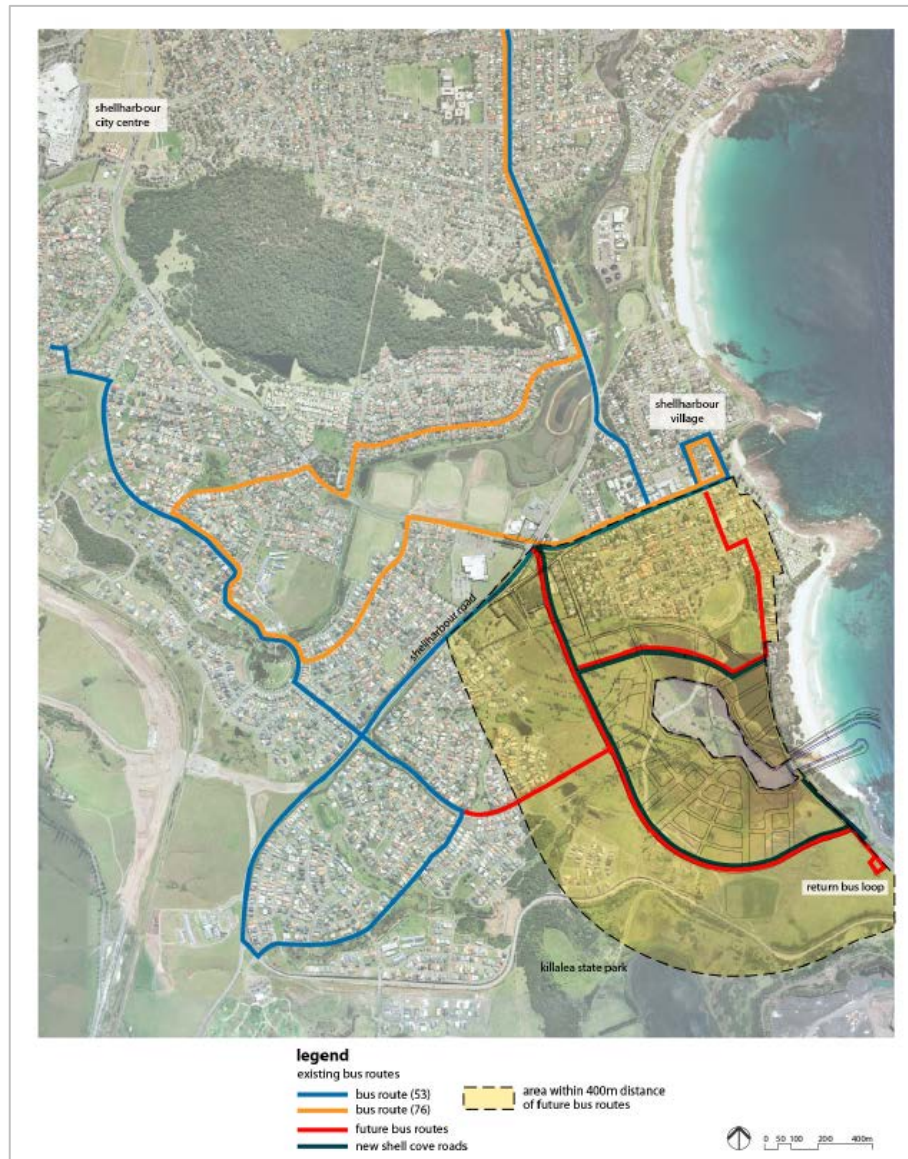 shellharbour
city centre
shellharbour
village
shellharbour road
return bus loop
killalea state park
legend
existing bus routes
bus route (53)
bus route (76)
future bus routes
new shell cove roads
area within 400m distance
of future bus routes
0 50 100 200 400m